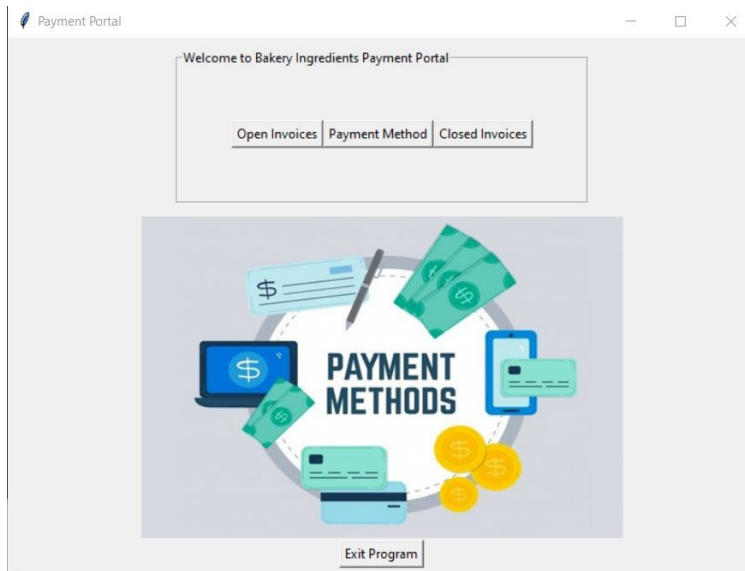 Payment Portal
Welcome to Bakery Ingredients Payment Portal
Open Invoices Payment Method Closed Invoices
$
$
$
PAYMENT
METHODS
$
$
$
$
Exit Program